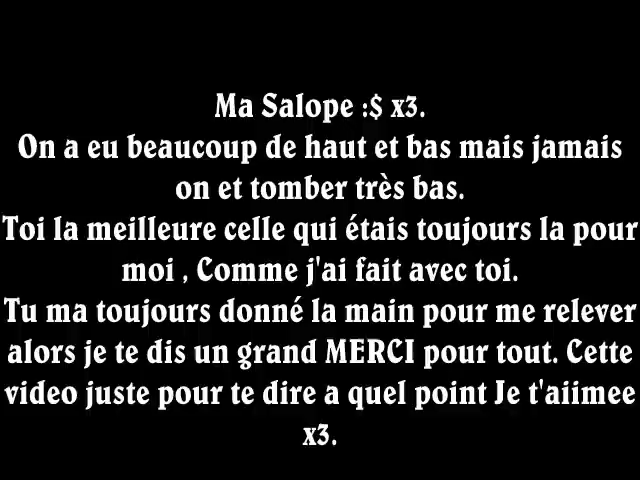 Ma Salope :$ x3.
On a eu beaucoup de haut et bas mais jamais
on et tomber très bas.
Toi la meilleure celle qui étais toujours la pour
moi , Comme j'ai fait avec toi.
Tu ma toujours donné la main pour me relever
alors je te dis un grand MERCI pour tout. Cette
video juste pour te dire a quel point Je t'aiimee
x3.